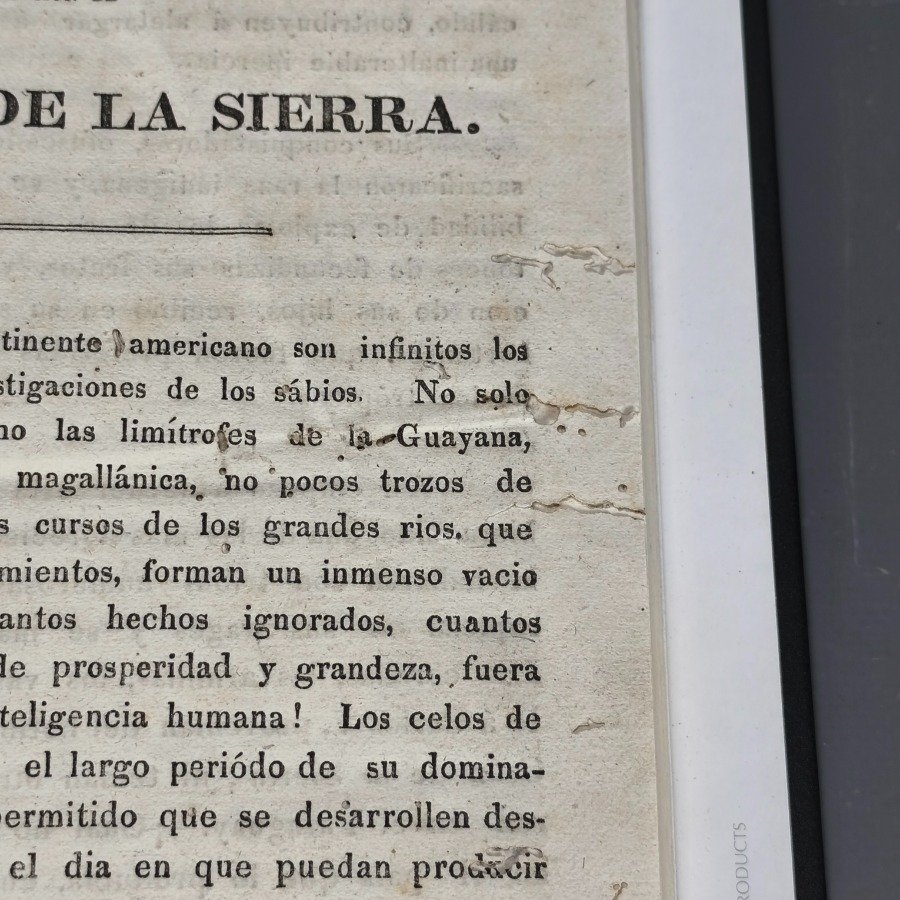 DE LA SIERRA.
tinente americano son infinitos los
stigaciones de los sábios. No solo
no las limítrofes de la Guayana,
magallánica, no pocos trozos de
s cursos de los grandes rios. que
mientos, forman un inmenso vacio
antos hechos ignorados, cuantos
de prosperidad y grandeza, fuera
teligencia humana! Los celos de
el largo periódo de su domina-
permitido que se desarrollen des-
el dia en que puedan producir
RODUCTS